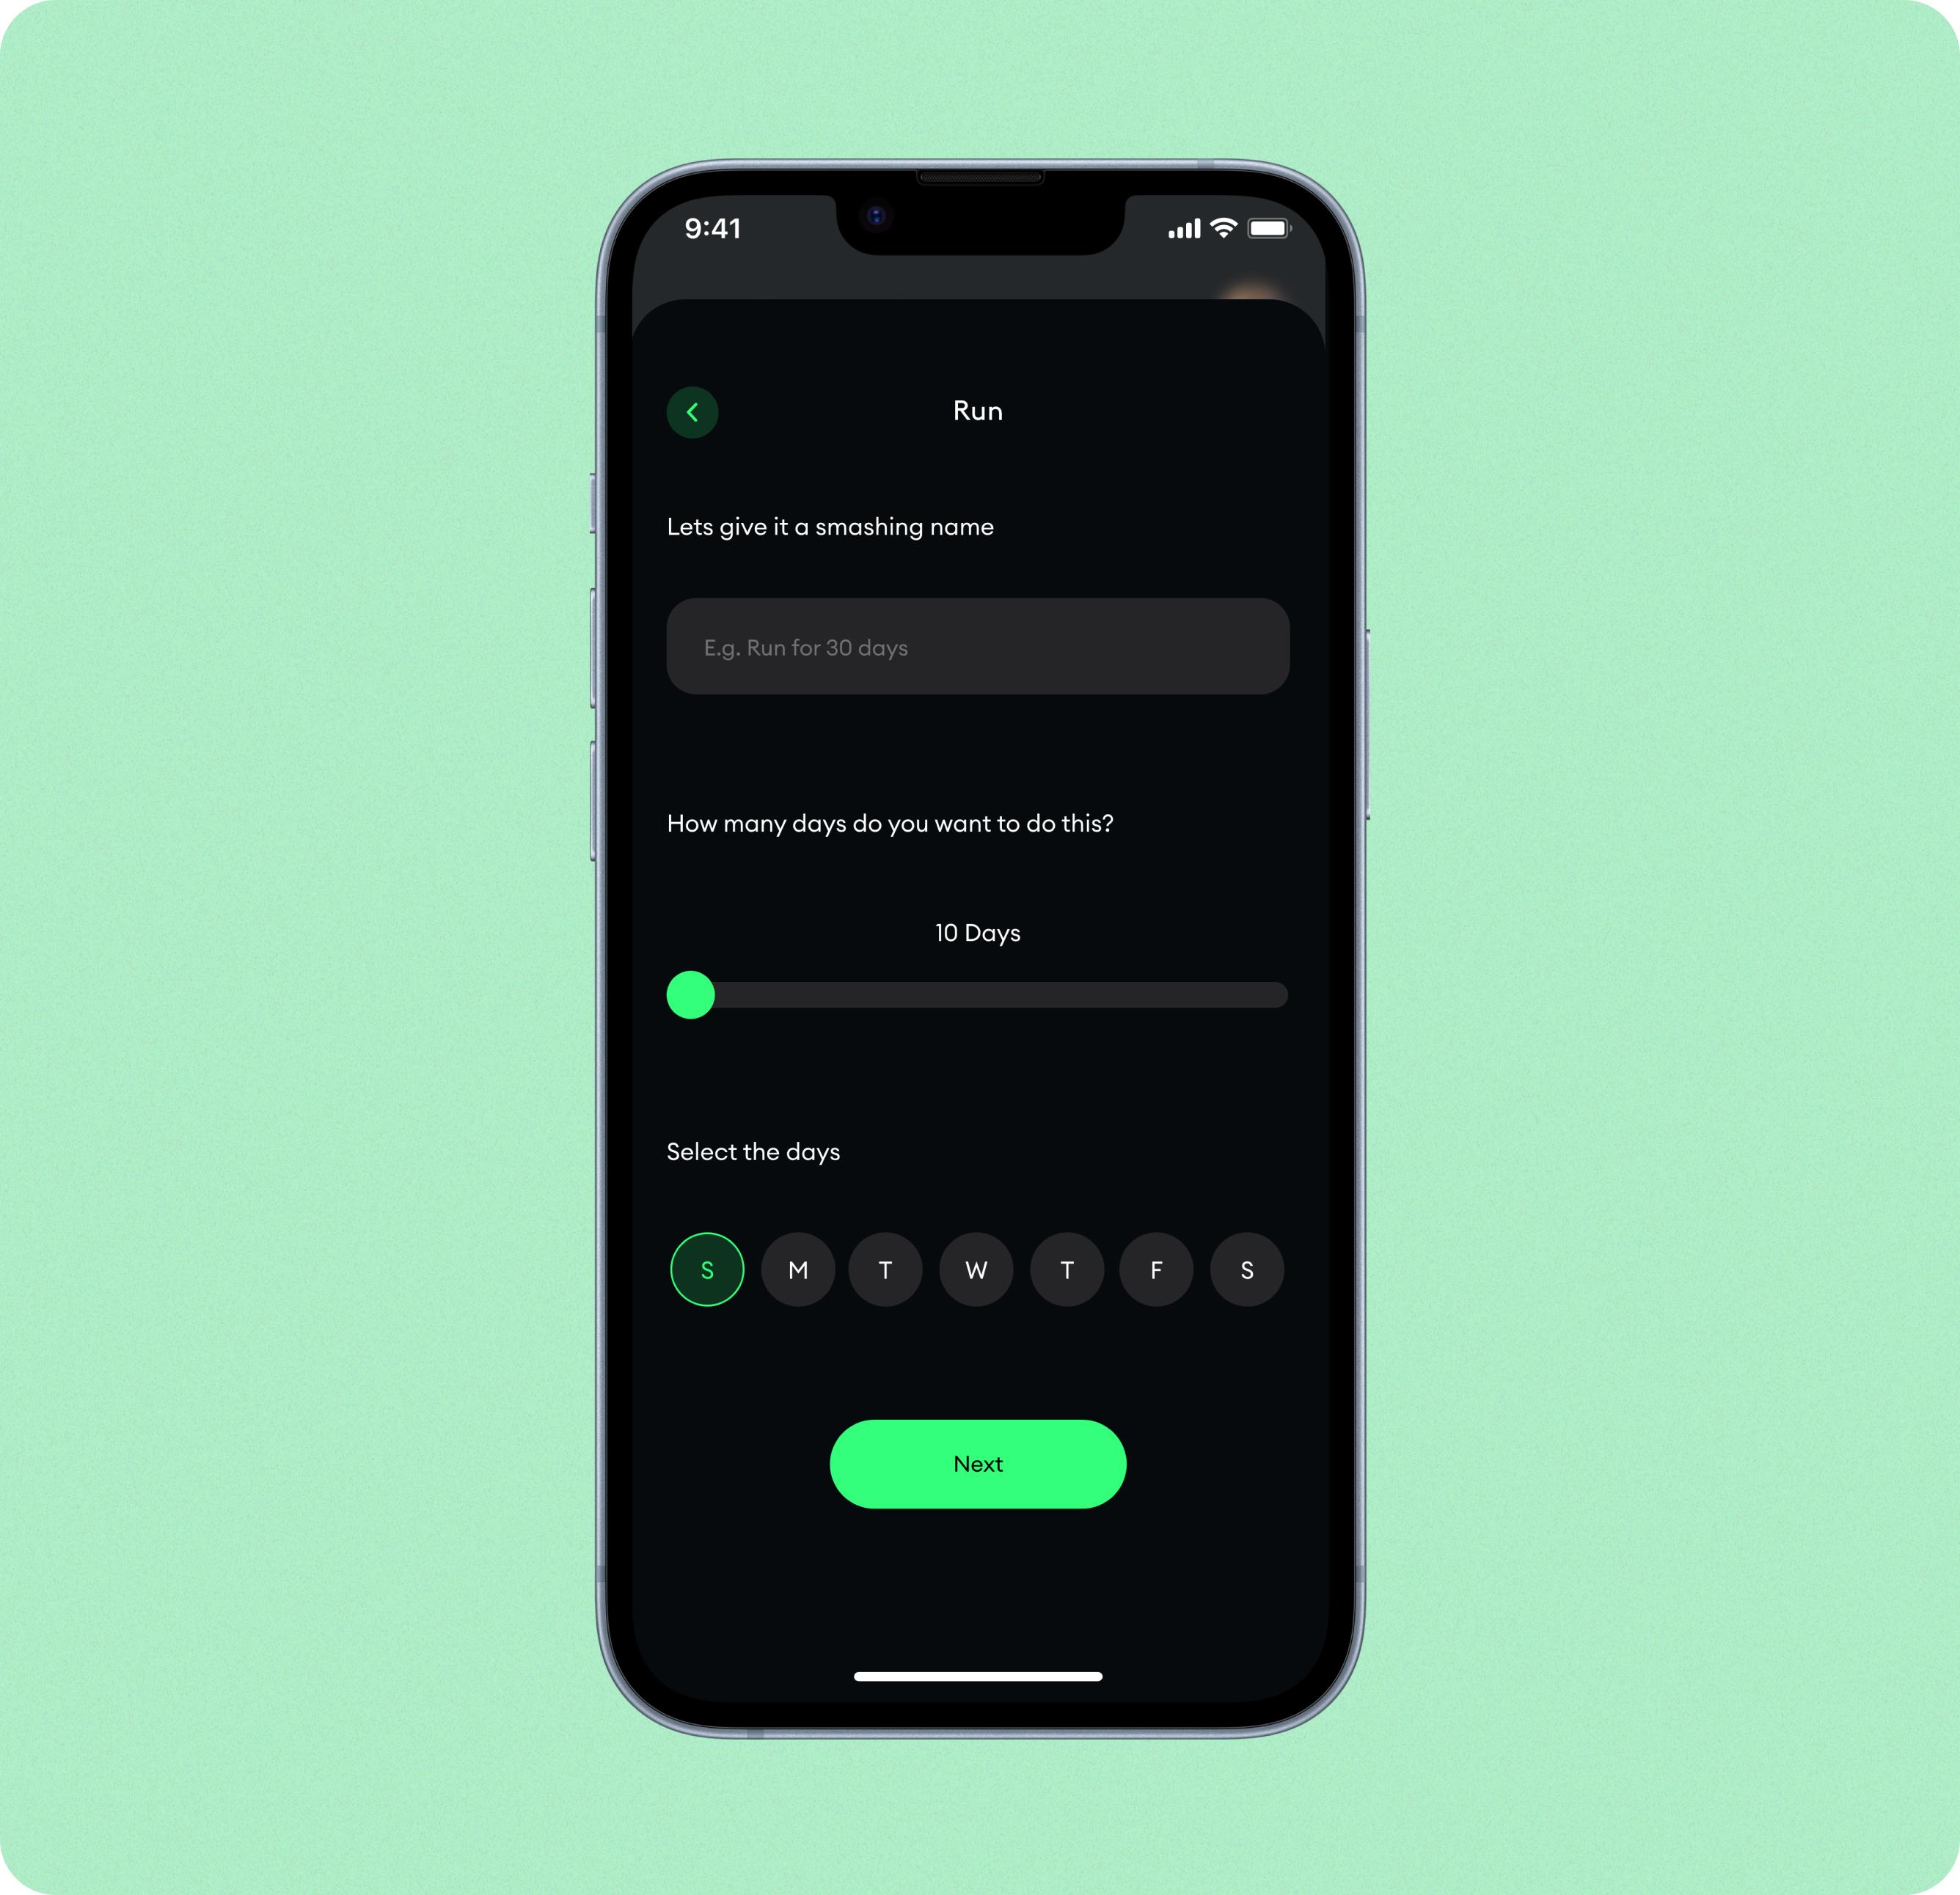 9:41
Run
Lets give it a smashing name
E.g. Run for 30 days
How many days do you want to do this?
10 Days
Select the days
S M T W T F S
Next